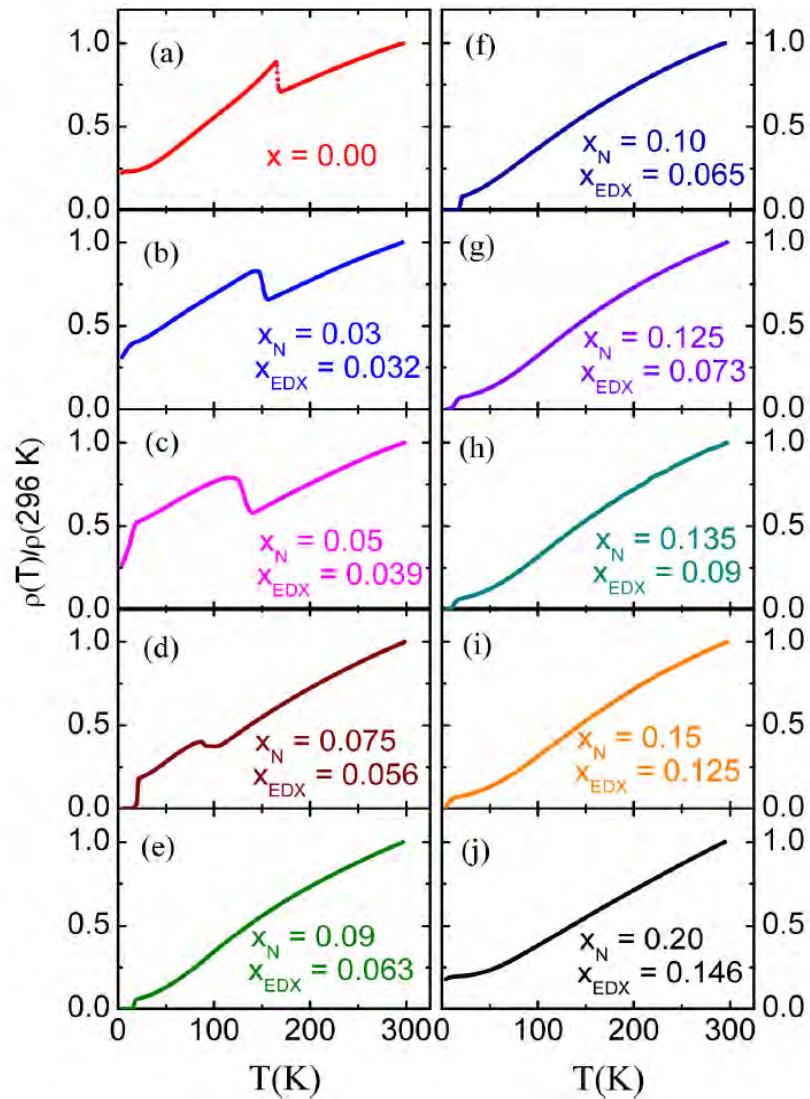 ρ(T)/ρ(296 K)
1.0
0.5
0.0
(a)
x = 0.00
1.0
0.5
0.0
(b)
x_N = 0.03
x_EDX = 0.032
1.0
0.5
0.0
(c)
x_N = 0.05
x_EDX = 0.039
1.0
0.5
0.0
(d)
x_N = 0.075
x_EDX = 0.056
1.0
0.5
0.0
(e)
x_N = 0.09
x_EDX = 0.063
0 100 200 300
T(K)
(f)
x_N = 0.10
x_EDX = 0.065
1.0
0.5
0.0
(g)
x_N = 0.125
x_EDX = 0.073
1.0
0.5
0.0
(h)
x_N = 0.135
x_EDX = 0.09
1.0
0.5
0.0
(i)
x_N = 0.15
x_EDX = 0.125
1.0
0.5
0.0
(j)
x_N = 0.20
x_EDX = 0.146
1.0
0.5
0.0
0 100 200 300
T(K)